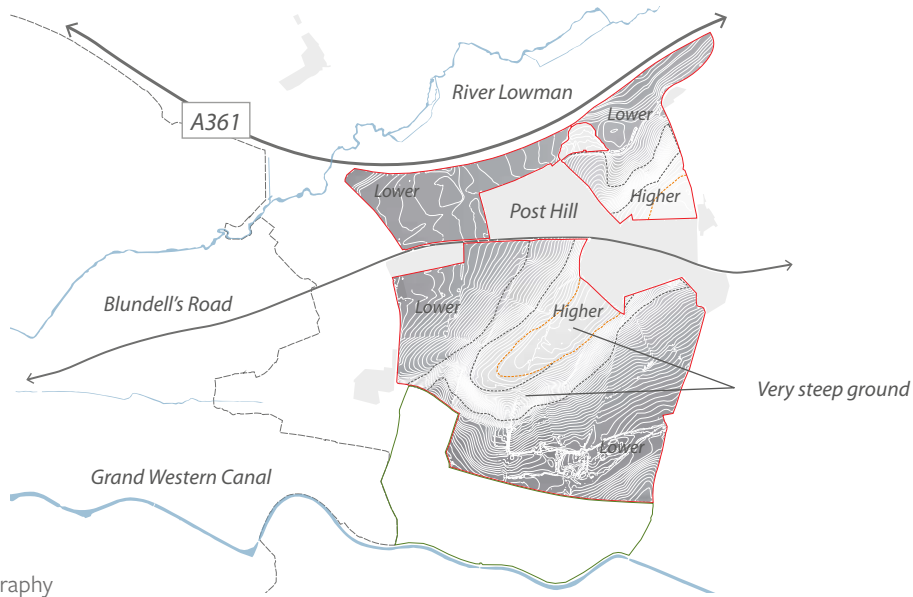 River Lowman
A361
Lower
Lower
Higher
Post Hill
Blundell's Road
Lower
Higher
Very steep ground
Lower
Grand Western Canal
raphy